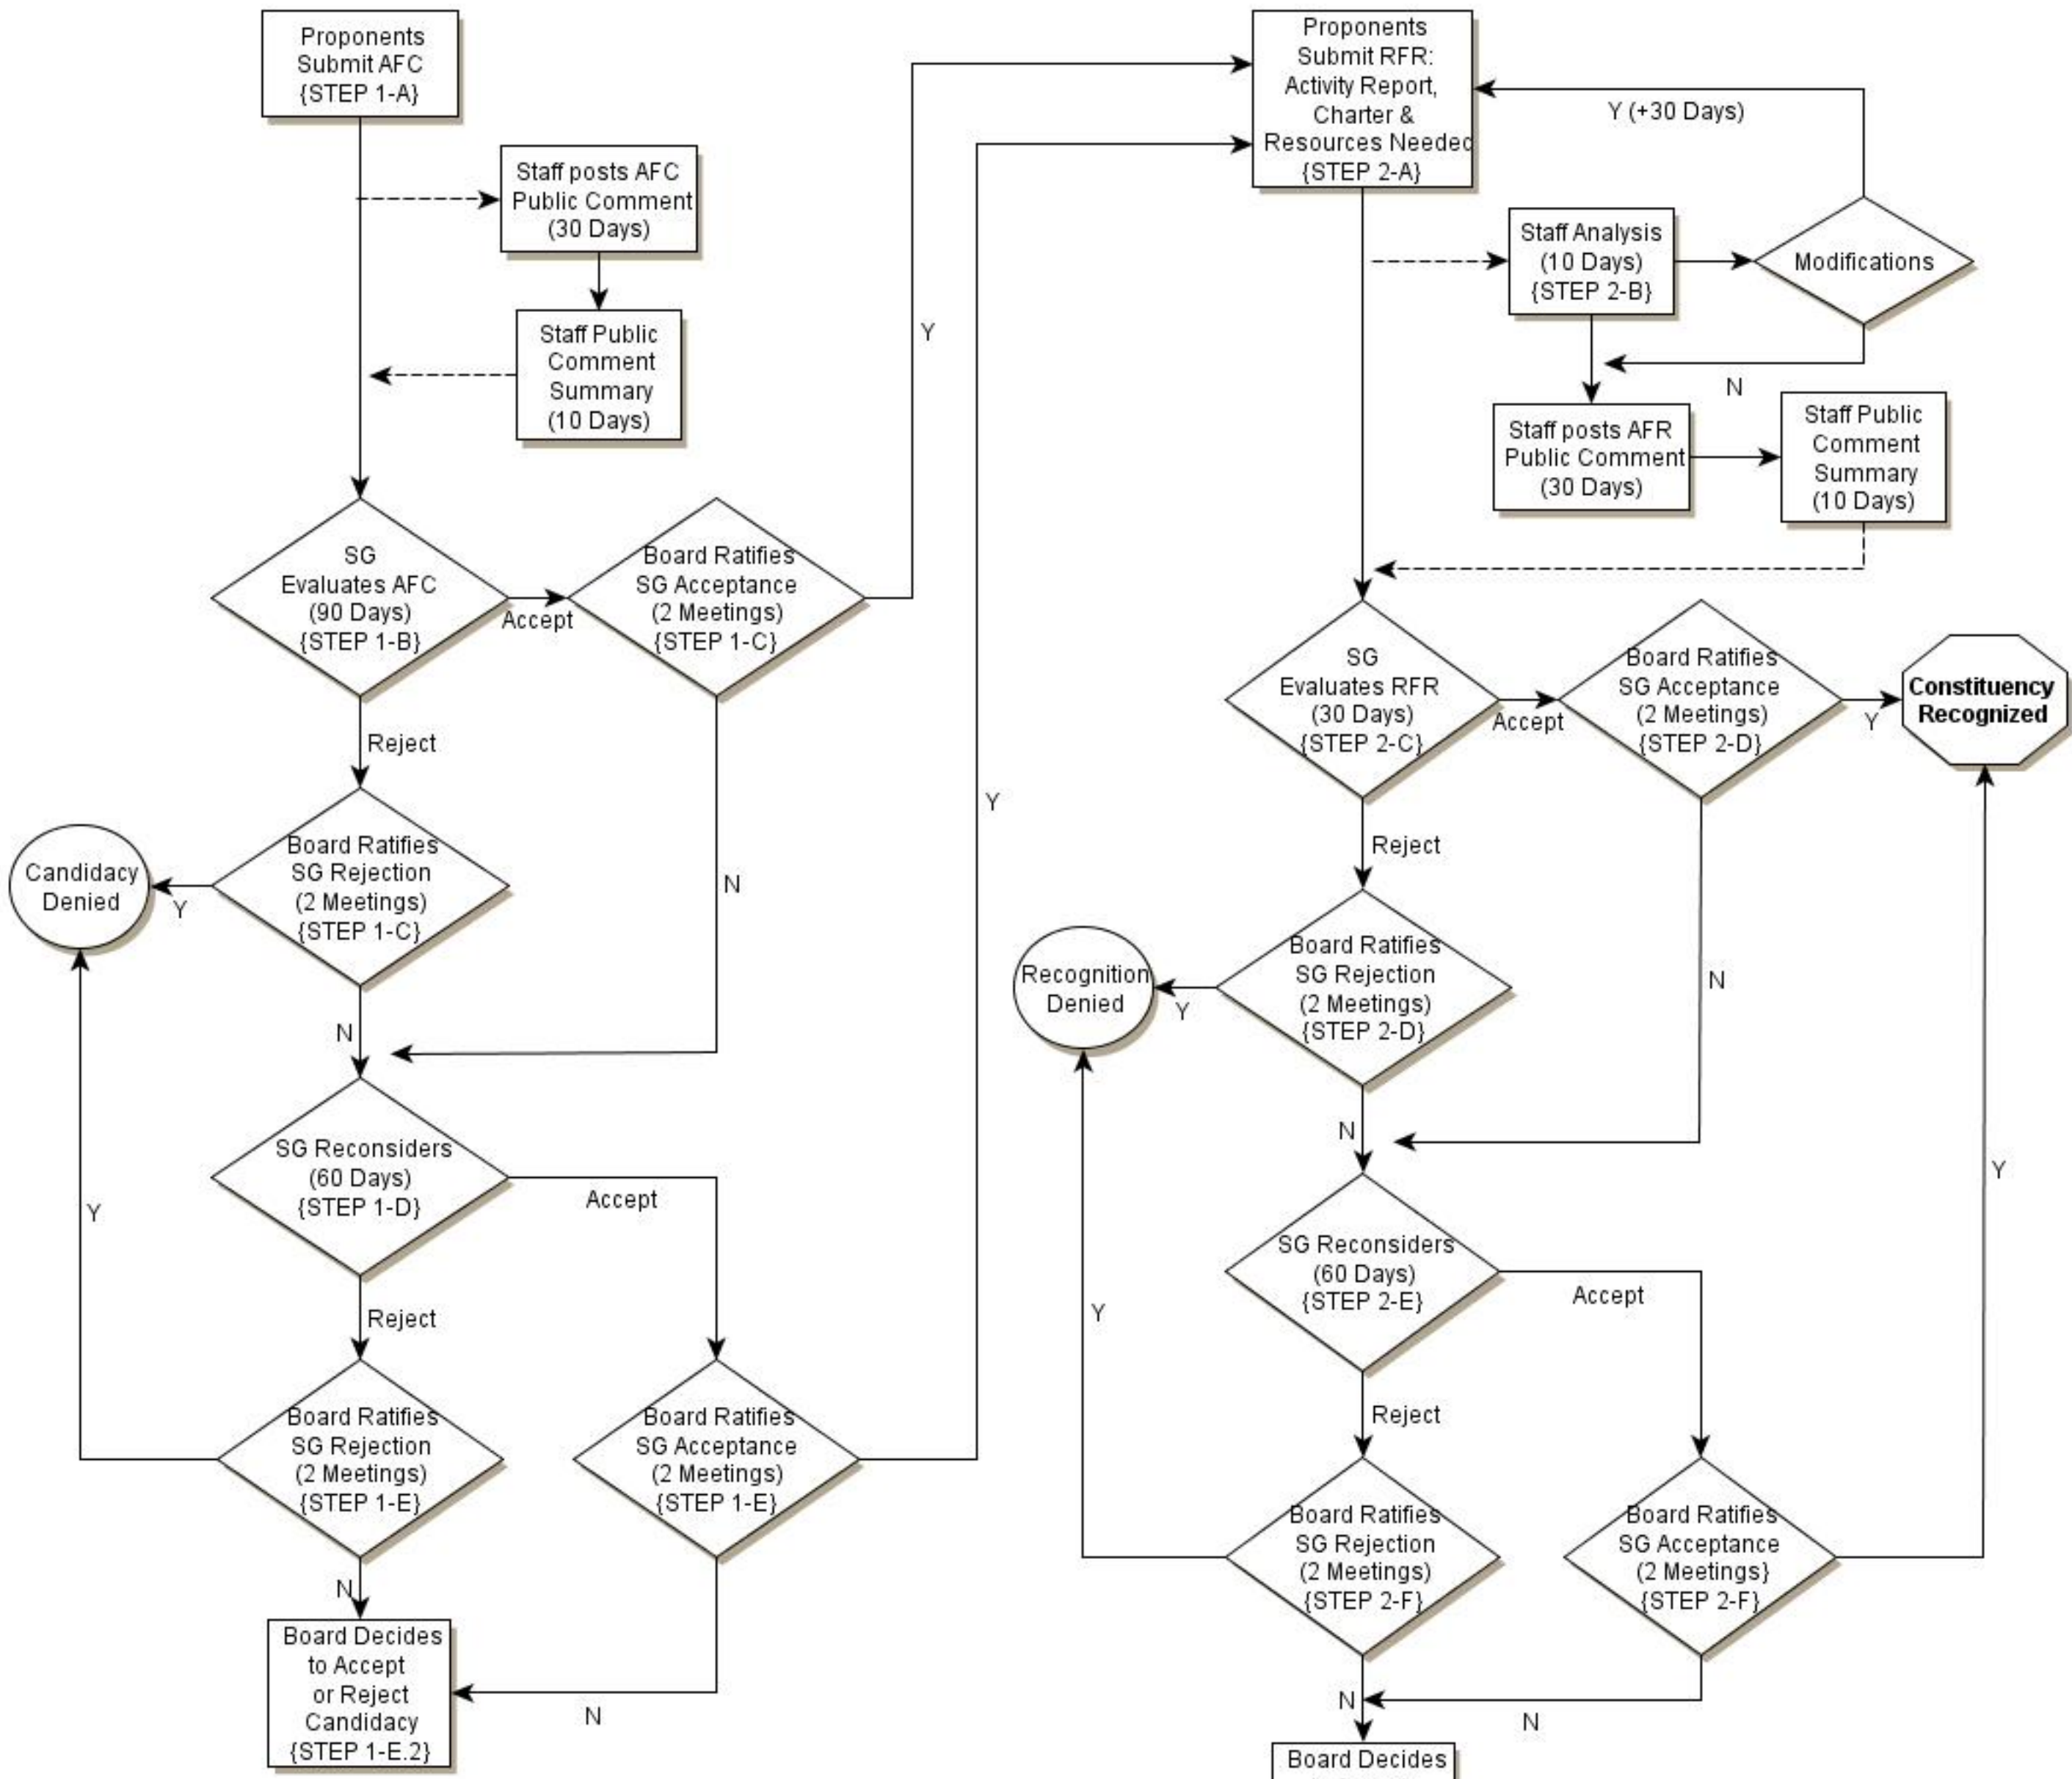 Proponents
Submit AFC
{STEP 1-A}
Staff posts AFC
Public Comment
(30 Days)
Staff Public
Comment
Summary
(10 Days)
SG
Evaluates AFC
(90 Days)
{STEP 1-B}
Accept
Board Ratifies
SG Acceptance
(2 Meetings)
{STEP 1-C}
Y
Reject
N
Board Ratifies
SG Rejection
(2 Meetings)
{STEP 1-C}
Y
Candidacy
Denied
N
SG Reconsiders
(60 Days)
{STEP 1-D}
Accept
Reject
Y
Board Ratifies
SG Rejection
(2 Meetings)
{STEP 1-E}
Board Ratifies
SG Acceptance
(2 Meetings)
{STEP 1-E}
Y
N
N
Board Decides
to Accept
or Reject
Candidacy
{STEP 1-E.2}
Proponents
Submit RFR:
Activity Report,
Charter &
Resources Needed
{STEP 2-A}
Y (+30 Days)
Staff Analysis
(10 Days)
{STEP 2-B}
Modifications
N
Staff posts AFR
Public Comment
(30 Days)
Staff Public
Comment
Summary
(10 Days)
SG
Evaluates RFR
(30 Days)
{STEP 2-C}
Accept
Board Ratifies
SG Acceptance
(2 Meetings)
{STEP 2-D}
Y
Constituency
Recognized
Reject
N
Board Ratifies
SG Rejection
(2 Meetings)
{STEP 2-D}
Y
Recognition
Denied
N
SG Reconsiders
(60 Days)
{STEP 2-E}
Accept
Reject
Y
Y
Board Ratifies
SG Rejection
(2 Meetings)
{STEP 2-F}
Board Ratifies
SG Acceptance
(2 Meetings}
{STEP 2-F}
N
N
Board Decides